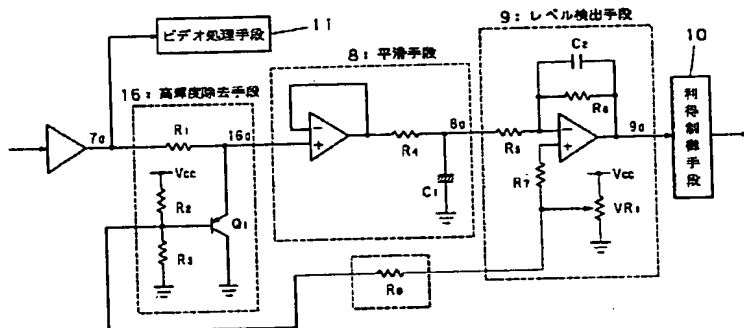 ビデオ処理手段
11
9：レベル検出手段
8：平滑手段
C2
10
16：高輝度除去手段
R6
7a
R1
16a
8a
9a
R4
R5
利得制御手段
Vcc
R7
Vcc
R2
C1
Q1
VR1
R3